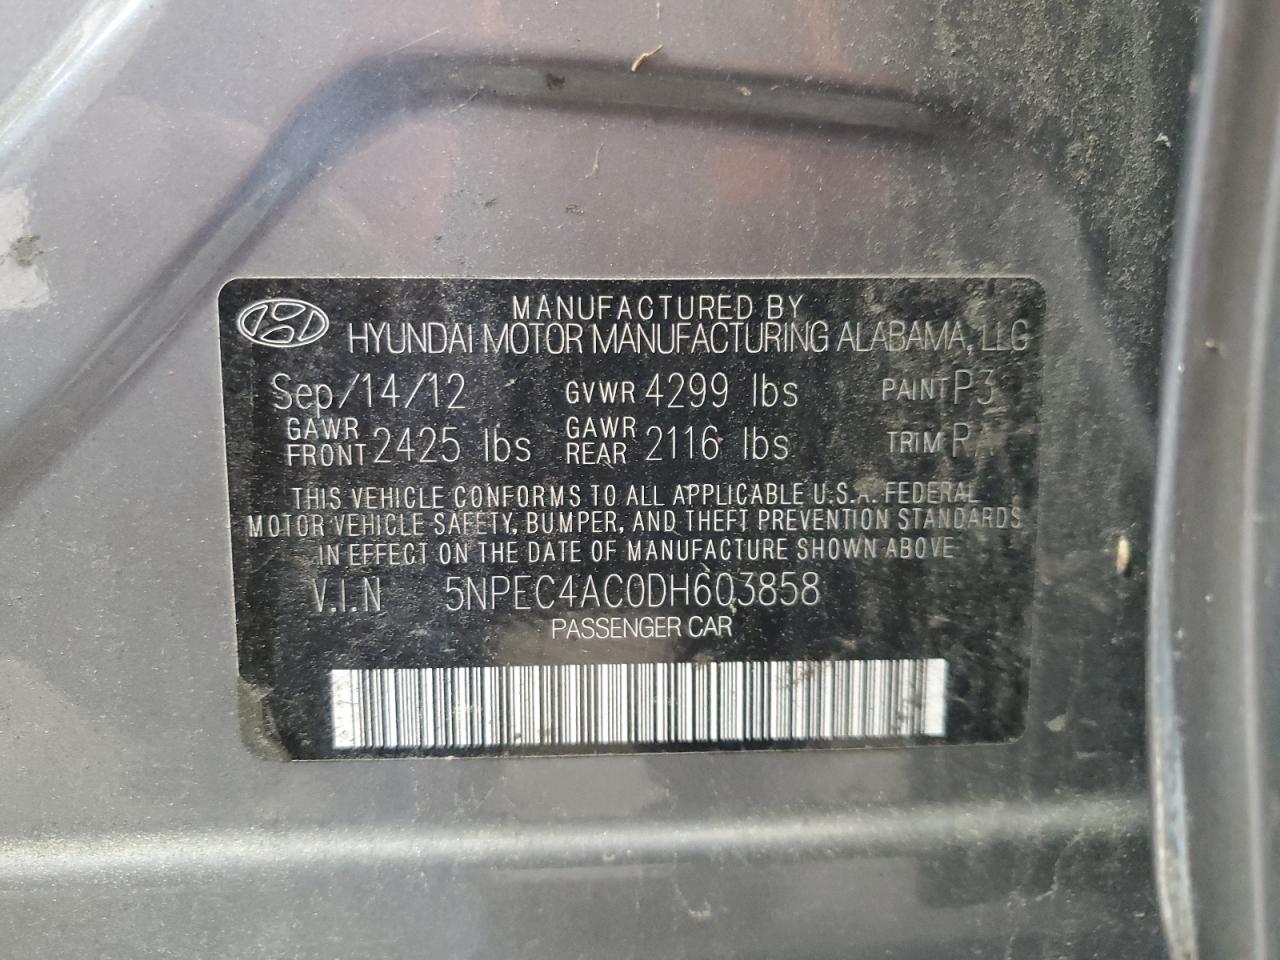 MANUFACTURED BY
HYUNDAI MOTOR MANUFACTURING ALABAMA, LLC
Sep/14/12 GVWR 4299 lbs PAINT P3
GAWR FRONT 2425 lbs GAWR REAR 2116 lbs TRIM RA
THIS VEHICLE CONFORMS TO ALL APPLICABLE U.S.A. FEDERAL
MOTOR VEHICLE SAFETY, BUMPER, AND THEFT PREVENTION STANDARDS
IN EFFECT ON THE DATE OF MANUFACTURE SHOWN ABOVE
V.I.N 5NPEC4AC0DH603858
PASSENGER CAR